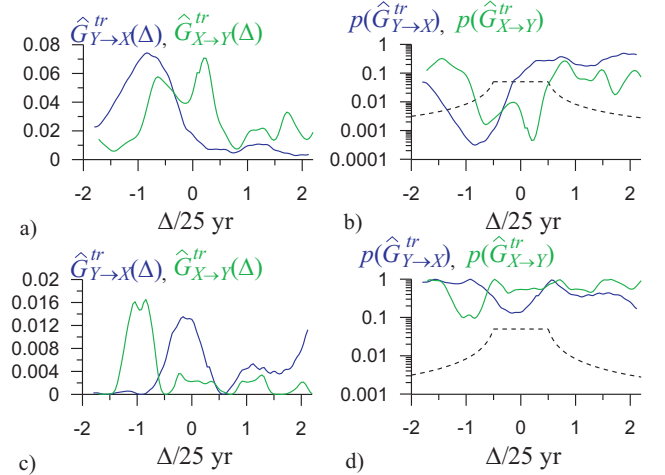 Ĝ^tr_Y→X(Δ), Ĝ^tr_X→Y(Δ)
0.08
0.06
0.04
0.02
0
-2 -1 0 1 2
a) Δ/25 yr
p(Ĝ^tr_Y→X), p(Ĝ^tr_X→Y)
1
0.1
0.01
0.001
0.0001
-2 -1 0 1 2
b) Δ/25 yr
Ĝ^tr_Y→X(Δ), Ĝ^tr_X→Y(Δ)
0.02
0.016
0.012
0.008
0.004
0
-2 -1 0 1 2
c) Δ/25 yr
p(Ĝ^tr_Y→X), p(Ĝ^tr_X→Y)
1
0.1
0.01
0.001
-2 -1 0 1 2
d) Δ/25 yr